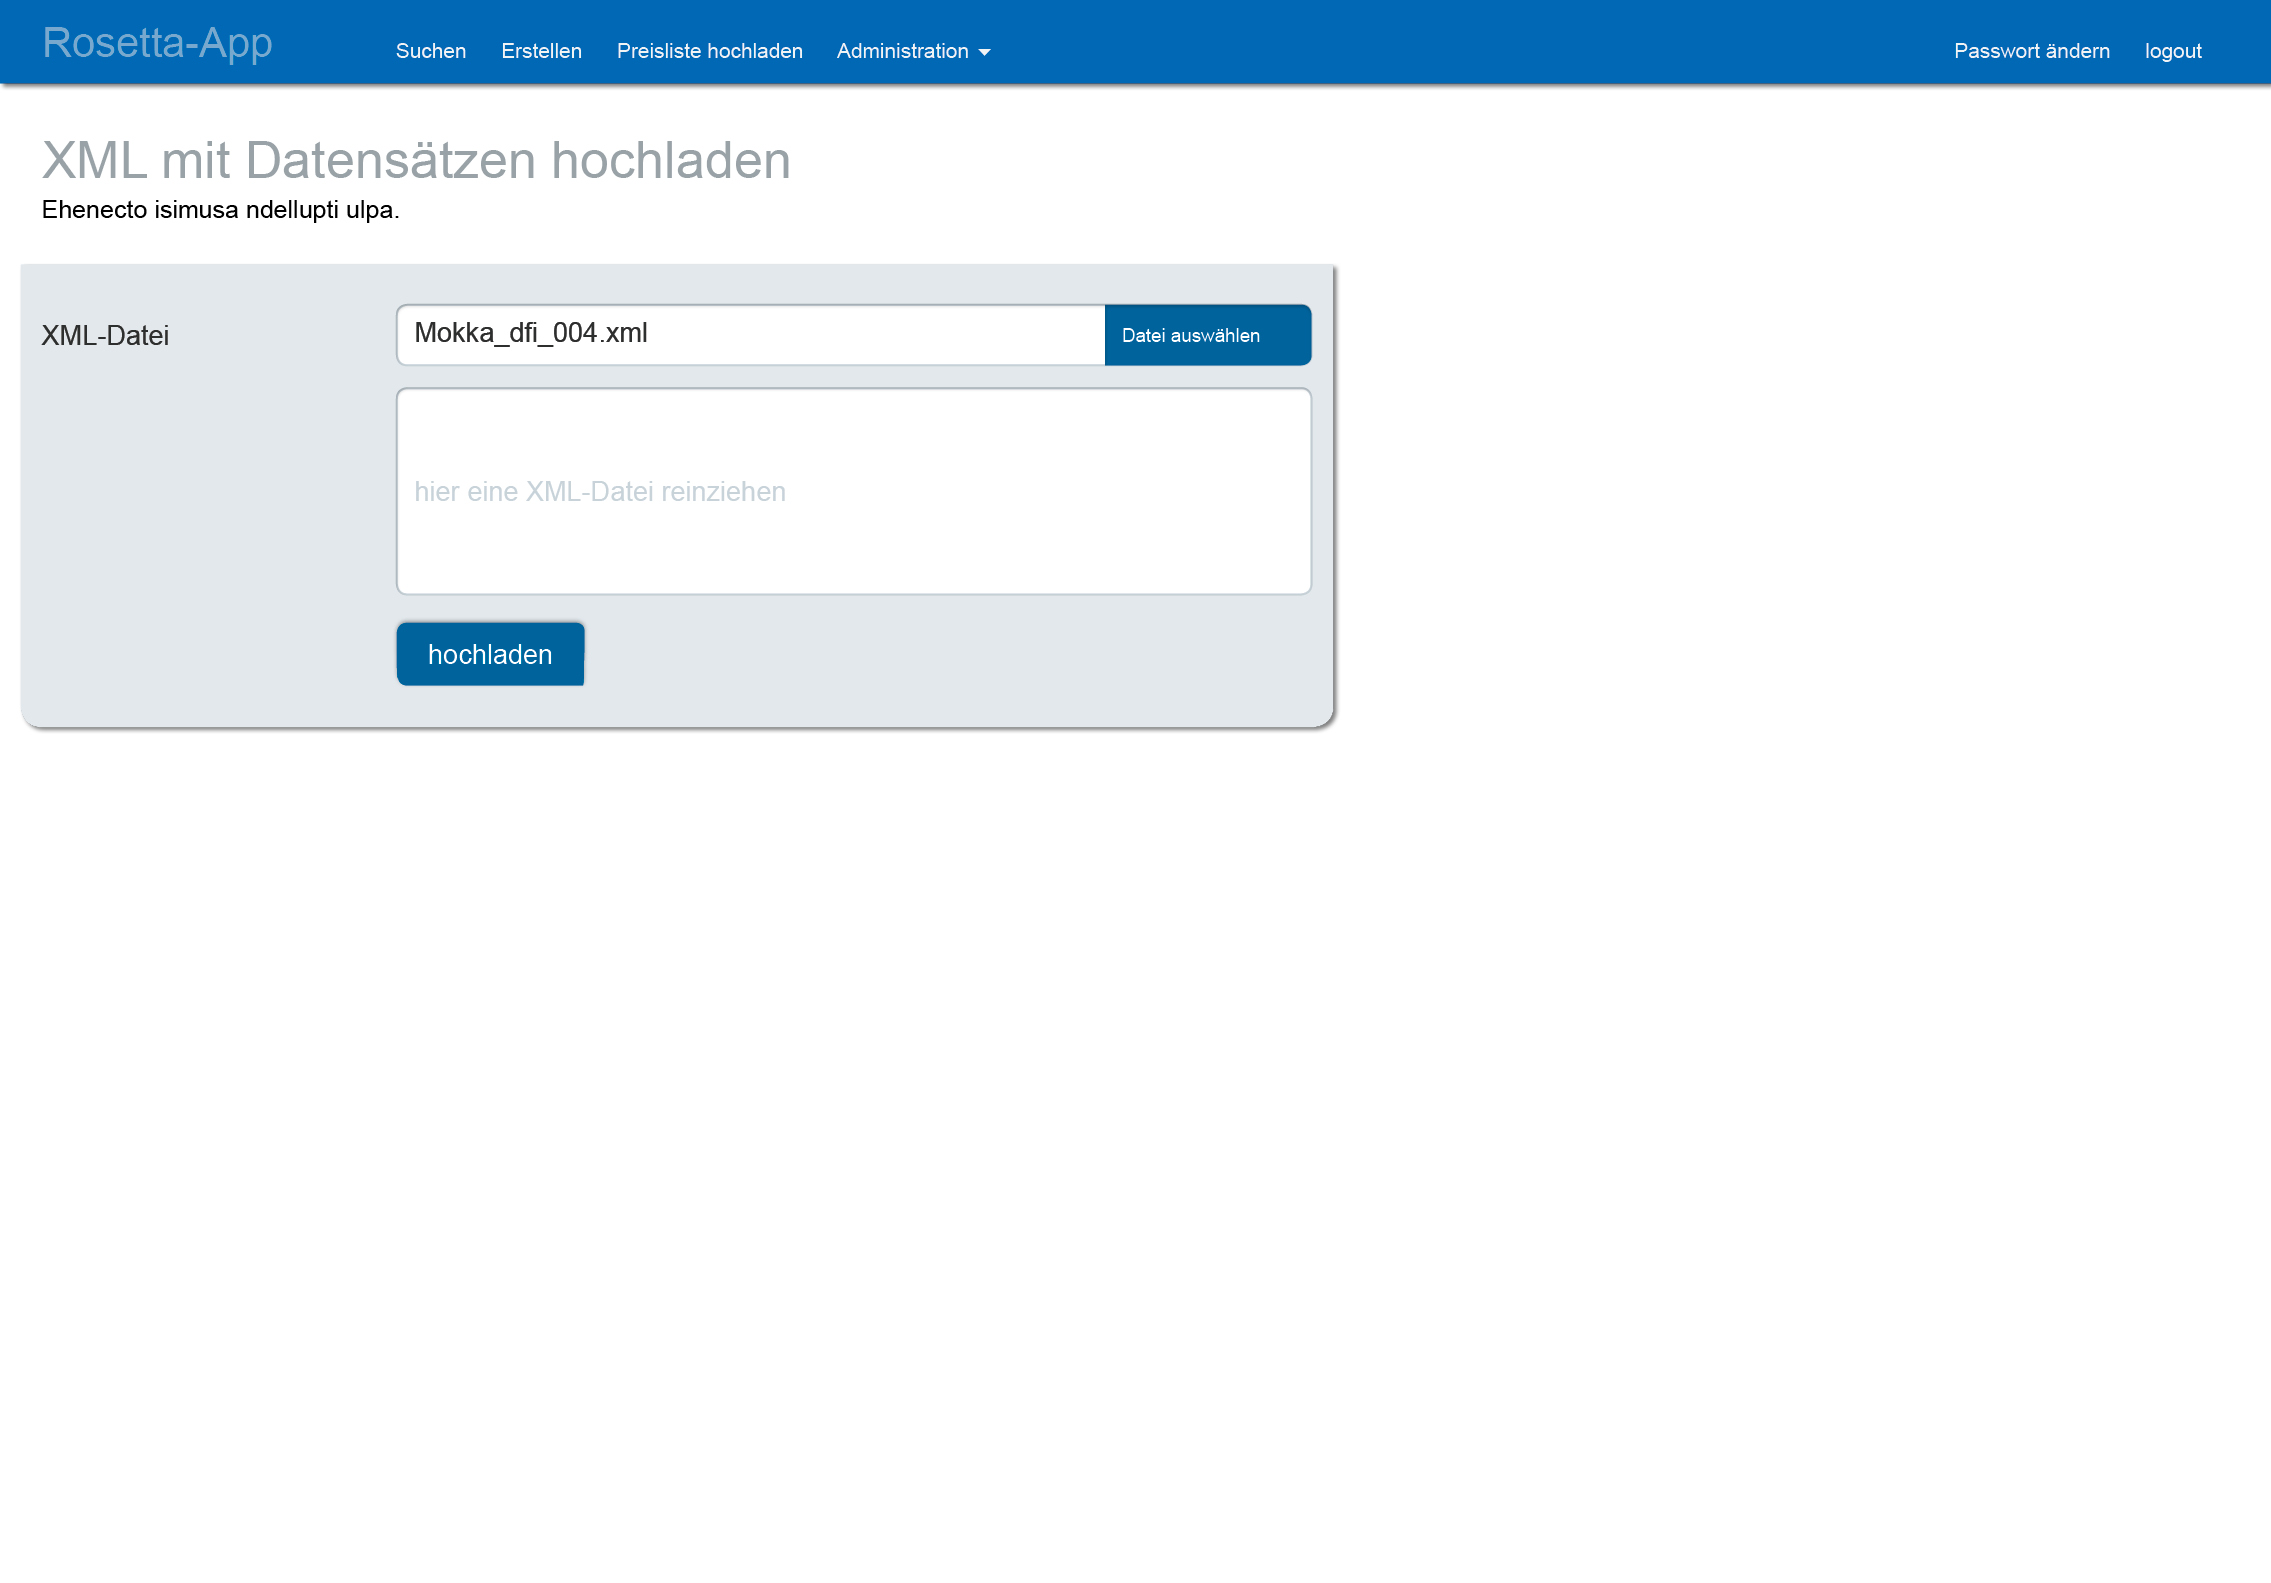 Rosetta-App Suchen Erstellen Preisliste hochladen Administration Passwort ändern logout
XML mit Datensätzen hochladen
Ehenecto isimusa ndellupti ulpa.
XML-Datei Mokka_dfi_004.xml Datei auswählen
hier eine XML-Datei reinziehen
hochladen